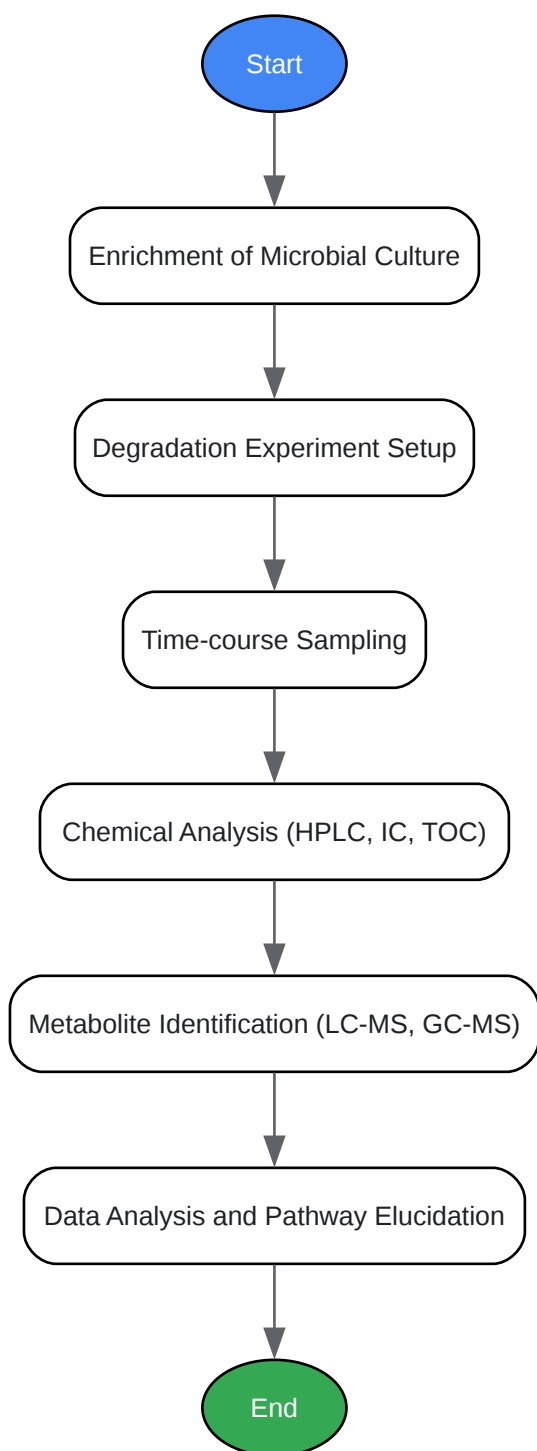 Start
Enrichment of Microbial Culture
Degradation Experiment Setup
Time-course Sampling
Chemical Analysis (HPLC, IC, TOC)
Metabolite Identification (LC-MS, GC-MS)
Data Analysis and Pathway Elucidation
End